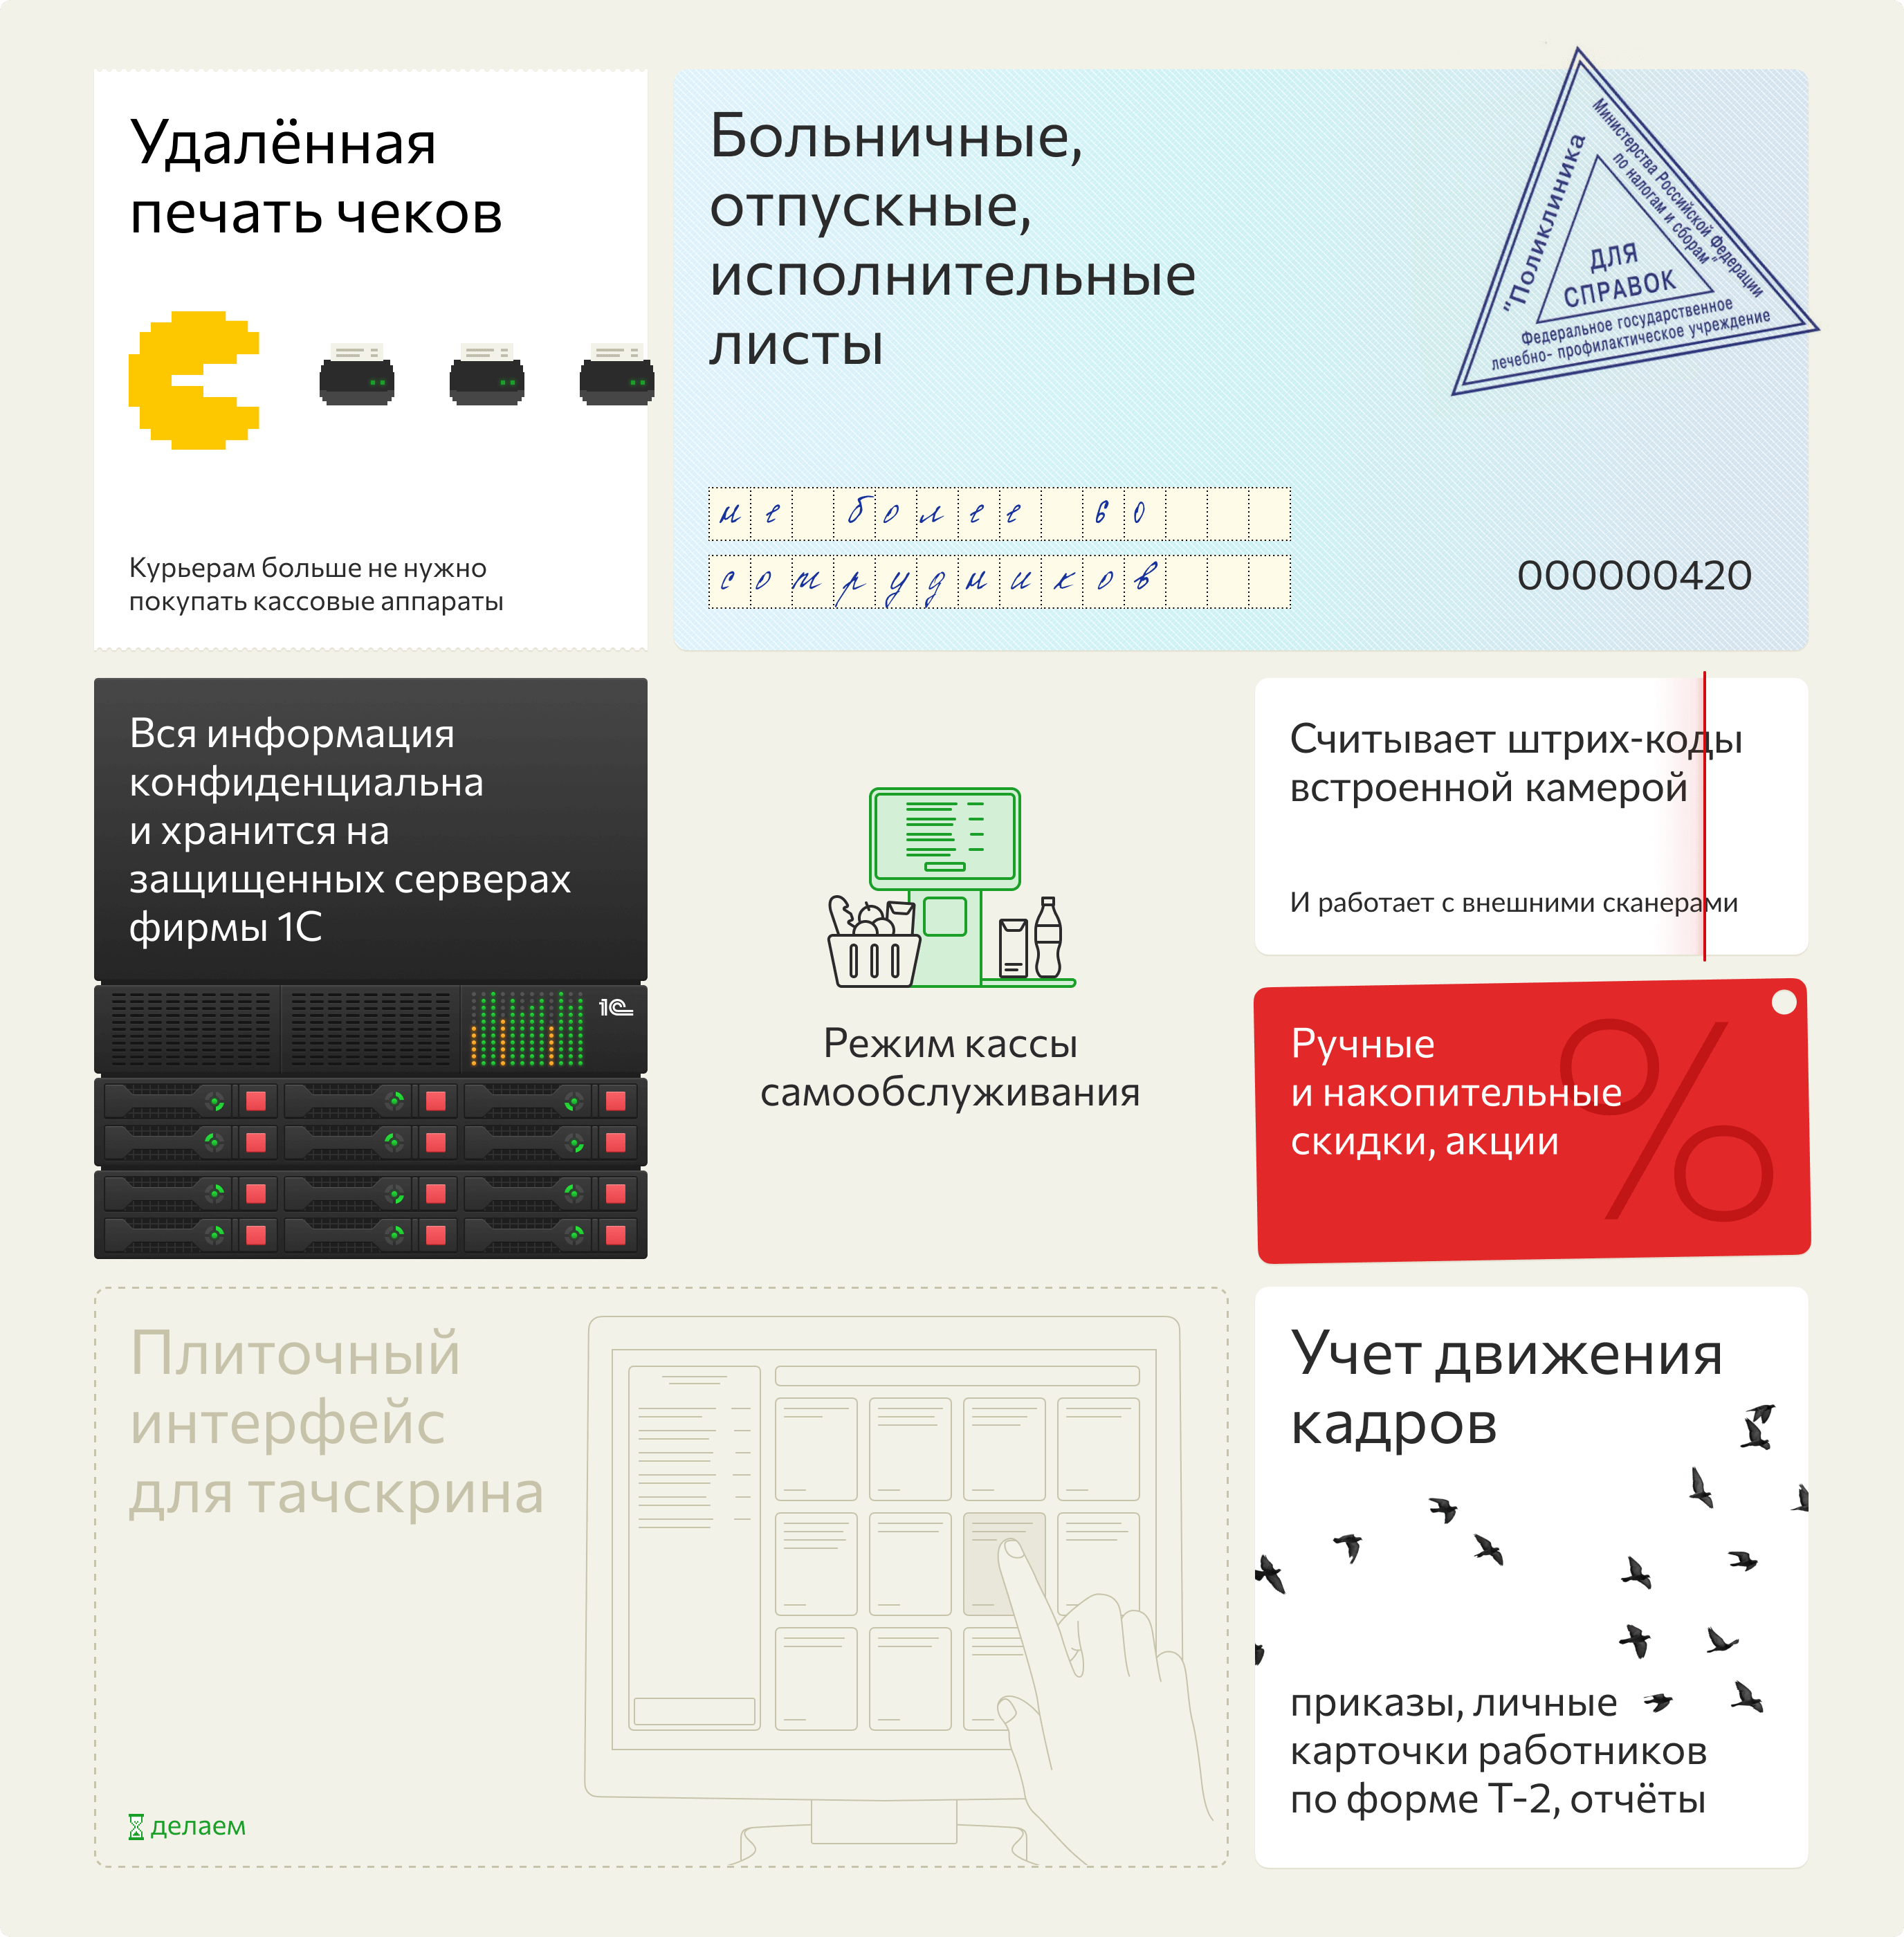 Удалённая
печать чеков
Курьерам больше не нужно
покупать кассовые аппараты
Больничные,
отпускные,
исполнительные
листы
"Поликлиника
Министерства Российской Федерации
по налогам и сборам"
ДЛЯ
СПРАВОК
Федеральное государственное
лечебно- профилактическое учреждение
не более 60
сотрудников
000000420
Вся информация
конфиденциальна
и хранится на
защищенных серверах
фирмы 1С
1С
Режим кассы
самообслуживания
Считывает штрих-коды
встроенной камерой
И работает с внешними сканерами
Ручные
и накопительные
скидки, акции
%
Плиточный
интерфейс
для тачскрина
делаем
Учет движения
кадров
приказы, личные
карточки работников
по форме Т-2, отчёты